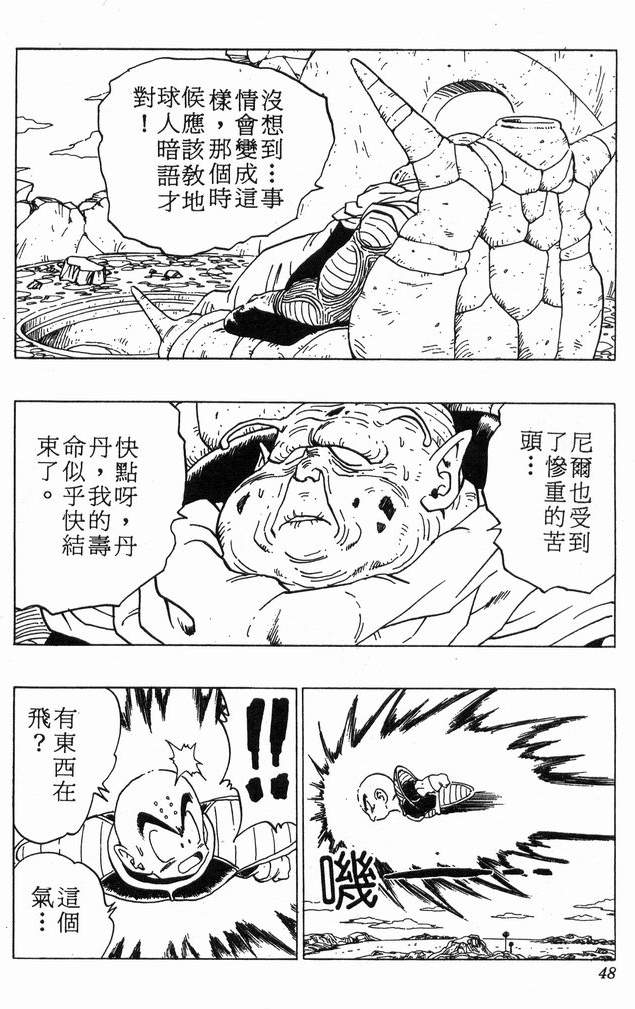 沒想到…事
情會變成這
樣，那個時
候應該教地
球人暗語才
對！
尼爾也受到
了慘重的苦
頭…
快點呀，丹
丹，我的壽
命似乎快結
束了。
嘰
!!
有東西在
飛？
這個
氣…
48